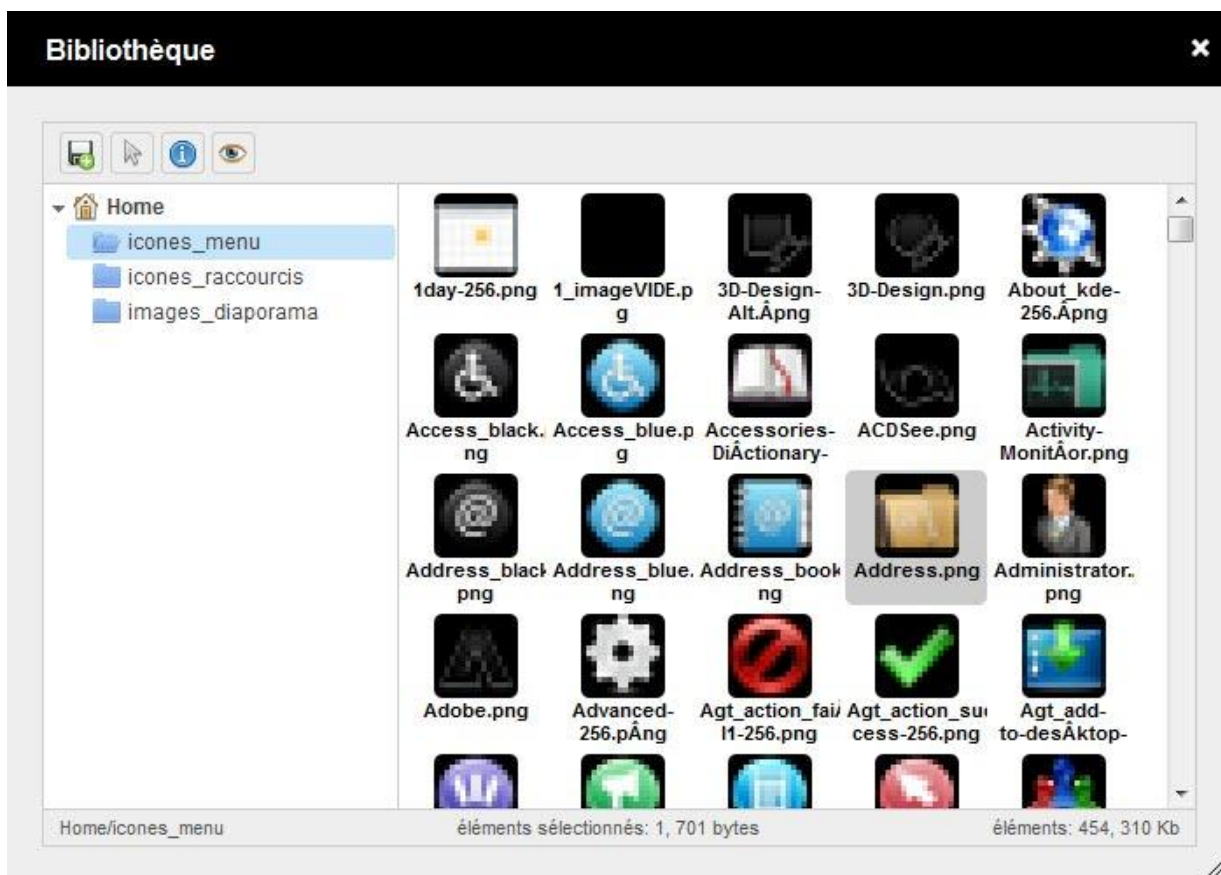 Bibliothèque
Home
icones_menu
icones_raccourcis
images_diaporama
1day-256.png 1_imageVIDE.p 3D-Design- 3D-Design.png About_kde-
g Alt.Âpng 256.Âpng
Access_black. Access_blue.p Accessories- ACDSee.png Activity-
ng g DiÂctionary- MonitÂor.png
Address_black Address_blue. Address_book Address.png Administrator.
png ng ng png
Adobe.png Advanced- Agt_action_fai Agt_action_suc Agt_add-
256.pÂng l1-256.png cess-256.png to-desÂktop-
Home/icones_menu éléments sélectionnés: 1, 701 bytes éléments: 454, 310 Kb